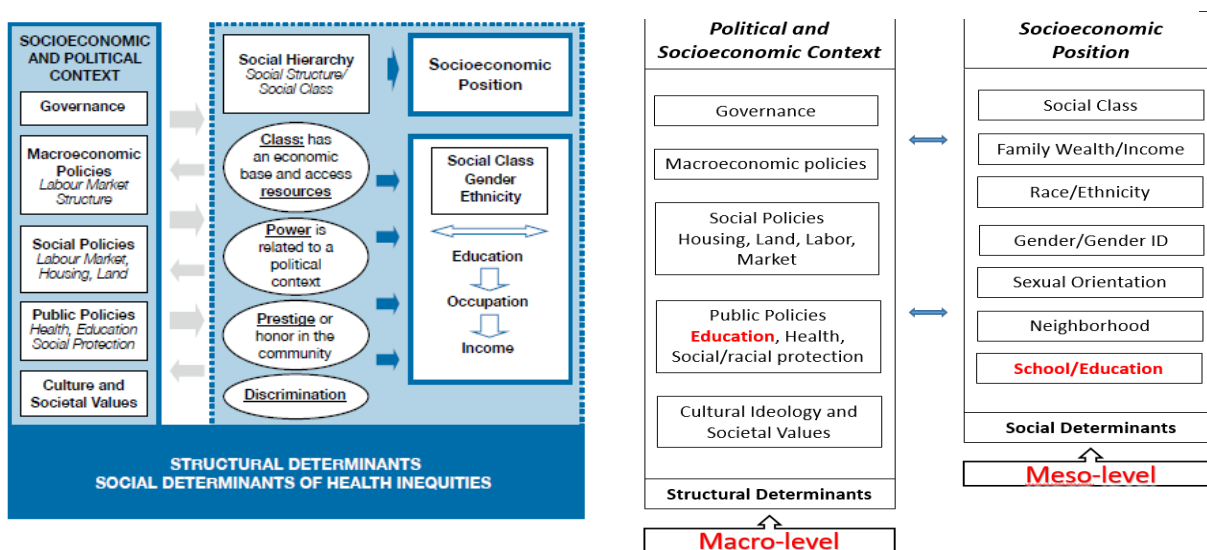 SOCIOECONOMIC
AND POLITICAL
CONTEXT
Governance
Macroeconomic
Policies
Labour Market
Structure
Social Policies
Labour Market,
Housing, Land
Public Policies
Health, Education
Social Protection
Culture and
Societal Values
Social Hierarchy
Social Structure/
Social Class
Class: has
an economic
base and access
resources
Power is
related to a
political
context
Prestige or
honor in the
community
Discrimination
Socioeconomic
Position
Social Class
Gender
Ethnicity
Education
Occupation
Income
STRUCTURAL DETERMINANTS
SOCIAL DETERMINANTS OF HEALTH INEQUITIES
Political and
Socioeconomic Context
Governance
Macroeconomic policies
Social Policies
Housing, Land, Labor,
Market
Public Policies
Education, Health,
Social/racial protection
Cultural Ideology and
Societal Values
Structural Determinants
Macro-level
Socioeconomic
Position
Social Class
Family Wealth/Income
Race/Ethnicity
Gender/Gender ID
Sexual Orientation
Neighborhood
School/Education
Social Determinants
Meso-level